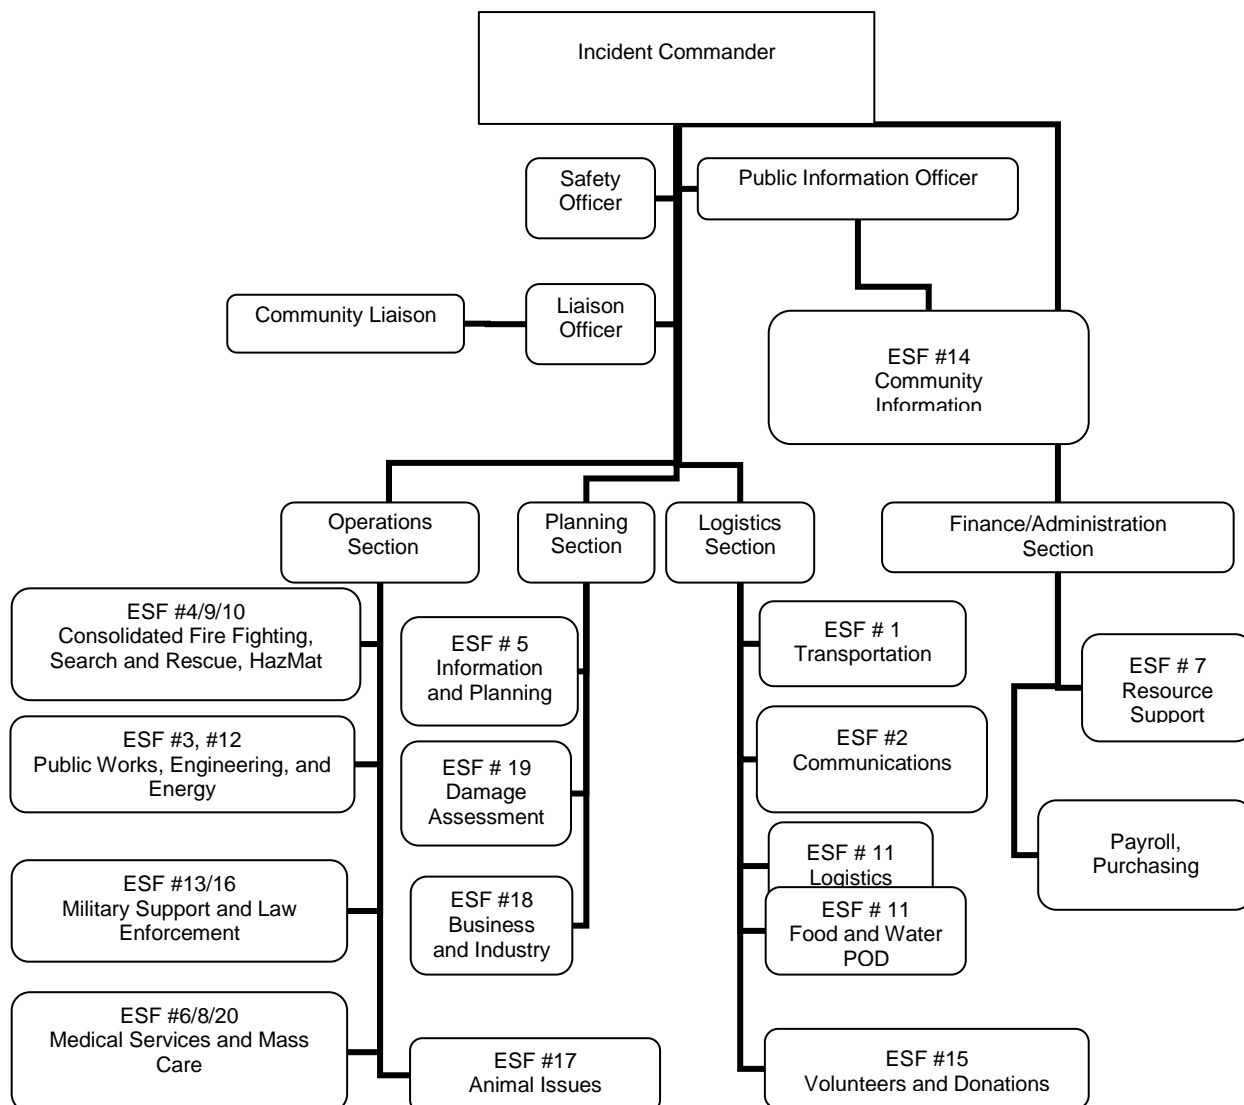 Incident Commander
Safety
Officer
Public Information Officer
Community Liaison
Liaison
Officer
ESF #14
Community
Information
Operations
Section
Planning
Section
Logistics
Section
Finance/Administration
Section
ESF #4/9/10
Consolidated Fire Fighting,
Search and Rescue, HazMat
ESF #3, #12
Public Works, Engineering, and
Energy
ESF #13/16
Military Support and Law
Enforcement
ESF #6/8/20
Medical Services and Mass
Care
ESF #17
Animal Issues
ESF # 5
Information
and Planning
ESF # 19
Damage
Assessment
ESF #18
Business
and Industry
ESF # 1
Transportation
ESF #2
Communications
ESF # 11
Logistics
ESF # 11
Food and Water
POD
ESF #15
Volunteers and Donations
ESF # 7
Resource
Support
Payroll,
Purchasing